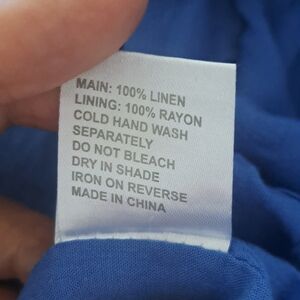 MAIN: 100% LINEN
LINING: 100% RAYON
COLD HAND WASH
SEPARATELY
DO NOT BLEACH
DRY IN SHADE
IRON ON REVERSE
MADE IN CHINA